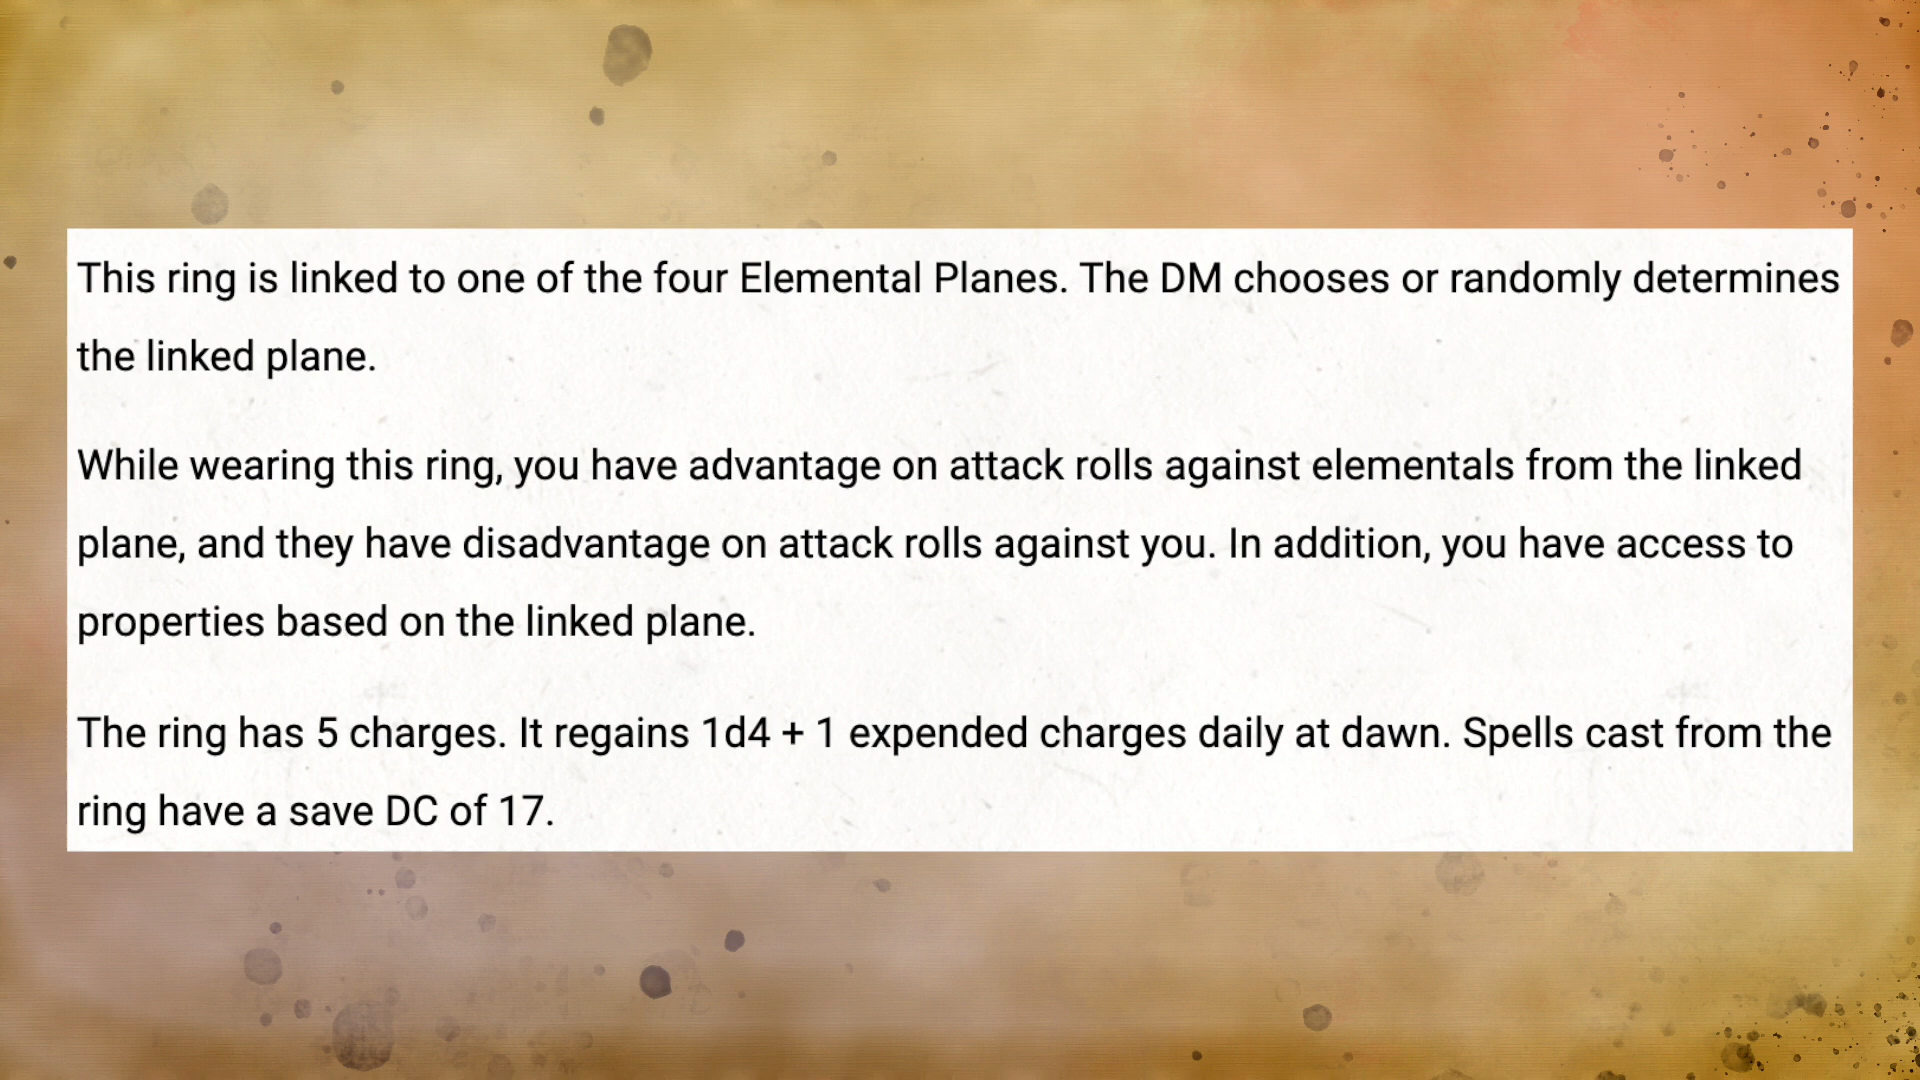 This ring is linked to one of the four Elemental Planes. The DM chooses or randomly determines
the linked plane.
While wearing this ring, you have advantage on attack rolls against elementals from the linked
plane, and they have disadvantage on attack rolls against you. In addition, you have access to
properties based on the linked plane.
The ring has 5 charges. It regains 1d4 + 1 expended charges daily at dawn. Spells cast from the
ring have a save DC of 17.